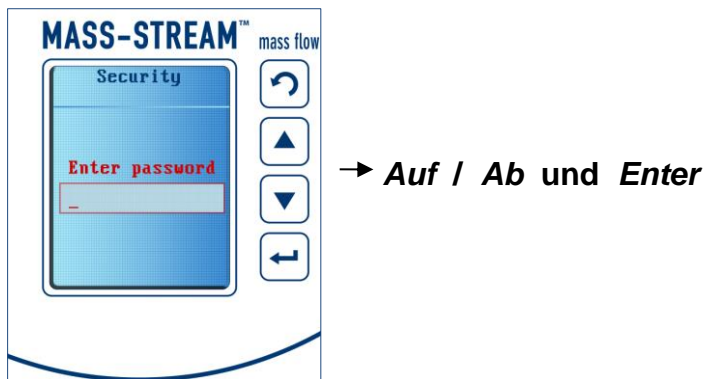 MASS-STREAM™ mass flow
Security
Enter password
_
→ Auf / Ab und Enter